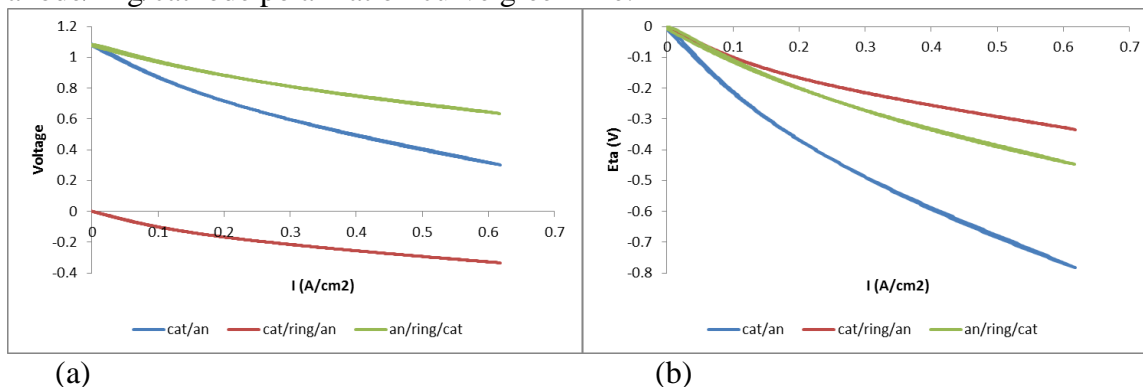 cathode polarization curve
1.2
1
0.8
0.6
0.4
0.2
0
-0.2
-0.4
Voltage
0 0.1 0.2 0.3 0.4 0.5 0.6 0.7
I (A/cm2)
cat/an cat/ring/an an/ring/cat
0 0.1 0.2 0.3 0.4 0.5 0.6 0.7
0
-0.1
-0.2
-0.3
-0.4
-0.5
-0.6
-0.7
-0.8
Eta (V)
I (A/cm2)
cat/an cat/ring/an an/ring/cat
(a) (b)